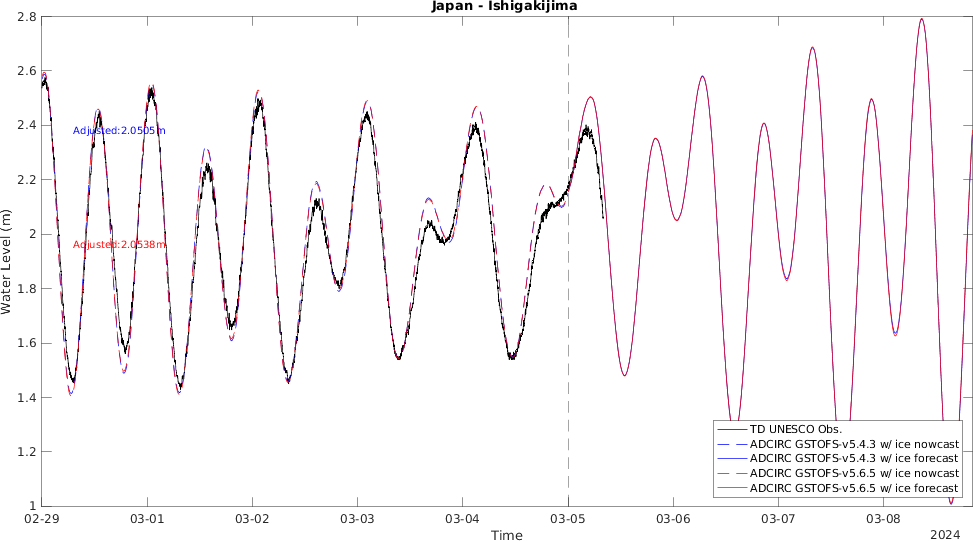 Japan - Ishigakijima
2.8
2.6
2.4
2.2
2
1.8
1.6
1.4
1.2
1
Water Level (m)
Adjusted:2.0505m
Adjusted:2.0538m
TD UNESCO Obs.
ADCIRC GSTOFS-v5.4.3 w/ ice nowcast
ADCIRC GSTOFS-v5.4.3 w/ ice forecast
ADCIRC GSTOFS-v5.6.5 w/ ice nowcast
ADCIRC GSTOFS-v5.6.5 w/ ice forecast
02-29 03-01 03-02 03-03 03-04 03-05 03-06 03-07 03-08
Time
2024